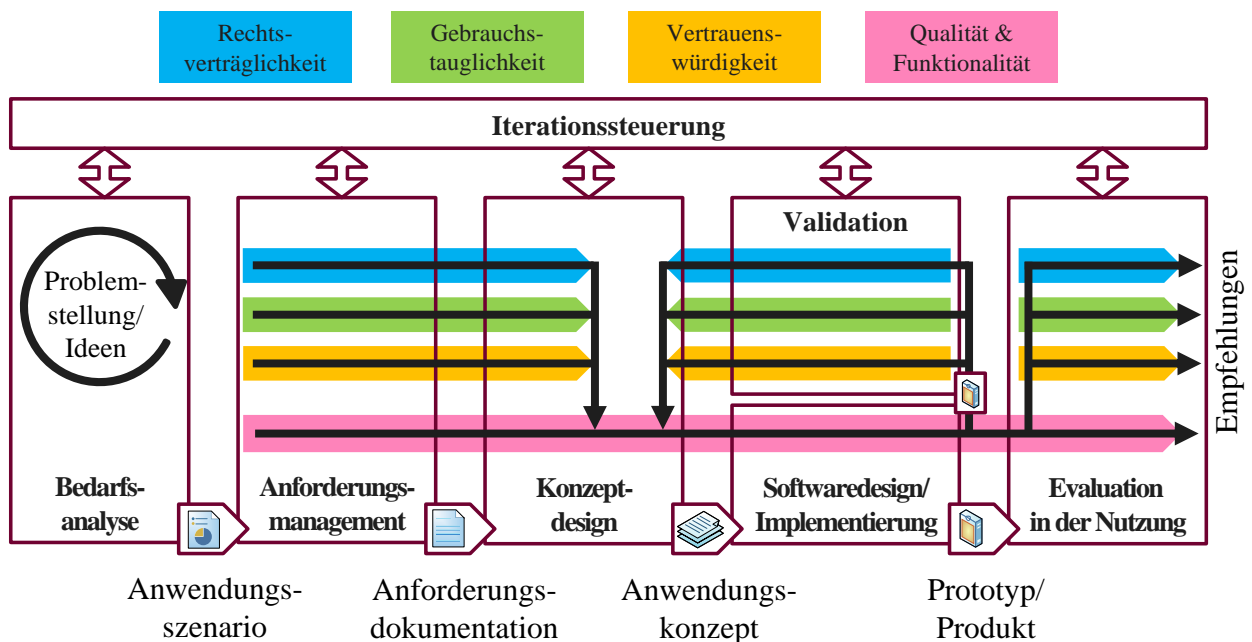 Rechts-
verträglichkeit
Gebrauchs-
tauglichkeit
Vertrauens-
würdigkeit
Qualität &
Funktionalität
Iterationssteuerung
Problem-
stellung/
Ideen
Validation
Empfehlungen
Bedarfs-
analyse
Anforderungs-
management
Konzept-
design
Softwaredesign/
Implementierung
Evaluation
in der Nutzung
Anwendungs-
szenario
Anforderungs-
dokumentation
Anwendungs-
konzept
Prototyp/
Produkt